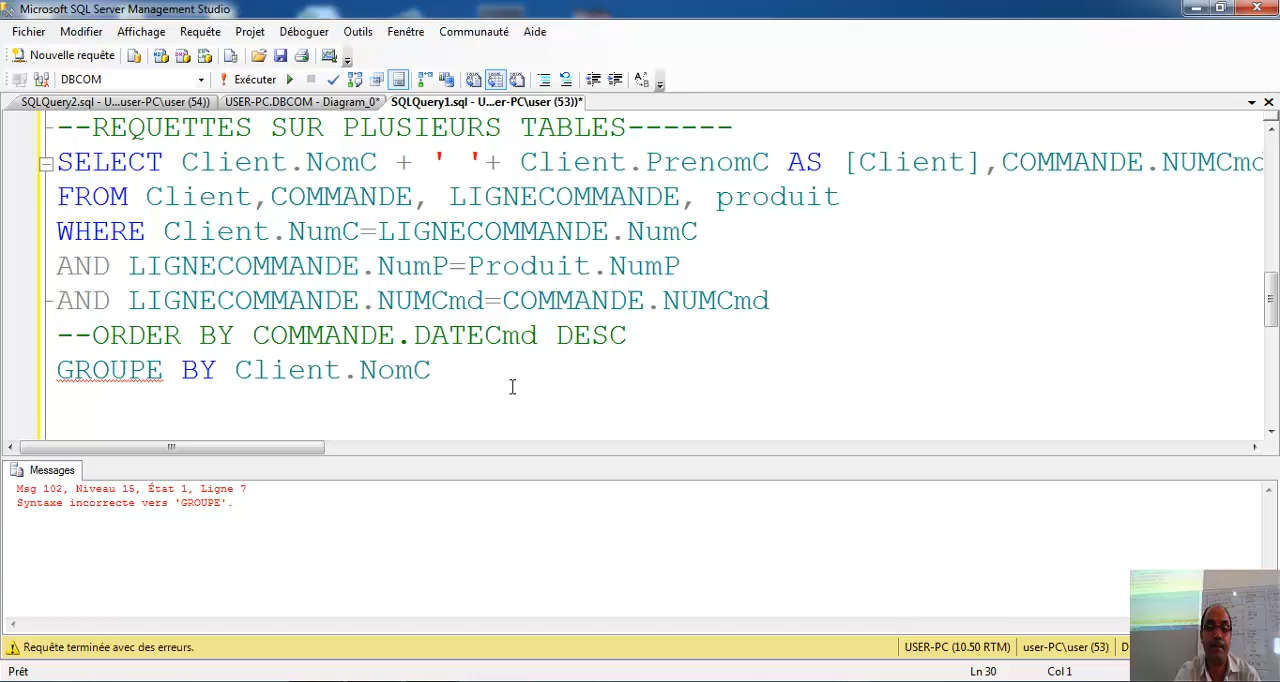 Microsoft SQL Server Management Studio
Fichier Modifier Affichage Requête Projet Déboguer Outils Fenêtre Communauté Aide
Nouvelle requête
DBCOM Exécuter
SQLQuery2.sql - U...user-PC\user (54)) USER-PC.DBCOM - Diagram_0* SQLQuery1.sql - U...er-PC\user (53))*
--REQUETTES SUR PLUSIEURS TABLES------
SELECT Client.NomC + ' '+ Client.PrenomC AS [Client],COMMANDE.NUMCmd
FROM Client,COMMANDE, LIGNECOMMANDE, produit
WHERE Client.NumC=LIGNECOMMANDE.NumC
AND LIGNECOMMANDE.NumP=Produit.NumP
AND LIGNECOMMANDE.NUMCmd=COMMANDE.NUMCmd
--ORDER BY COMMANDE.DATECmd DESC
GROUPE BY Client.NomC
Messages
Msg 102, Niveau 15, État 1, Ligne 7
Syntaxe incorrecte vers 'GROUPE'.
Requête terminée avec des erreurs. USER-PC (10.50 RTM) user-PC\user (53) D
Prêt Ln 30 Col 1